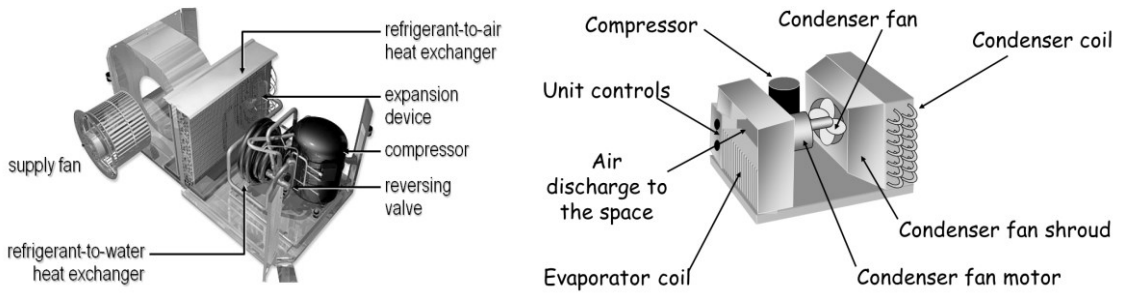 refrigerant-to-air
heat exchanger
expansion
device
compressor
supply fan
reversing
valve
refrigerant-to-water
heat exchanger
Compressor
Condenser fan
Condenser coil
Unit controls
Air
discharge to
the space
Condenser fan shroud
Evaporator coil
Condenser fan motor